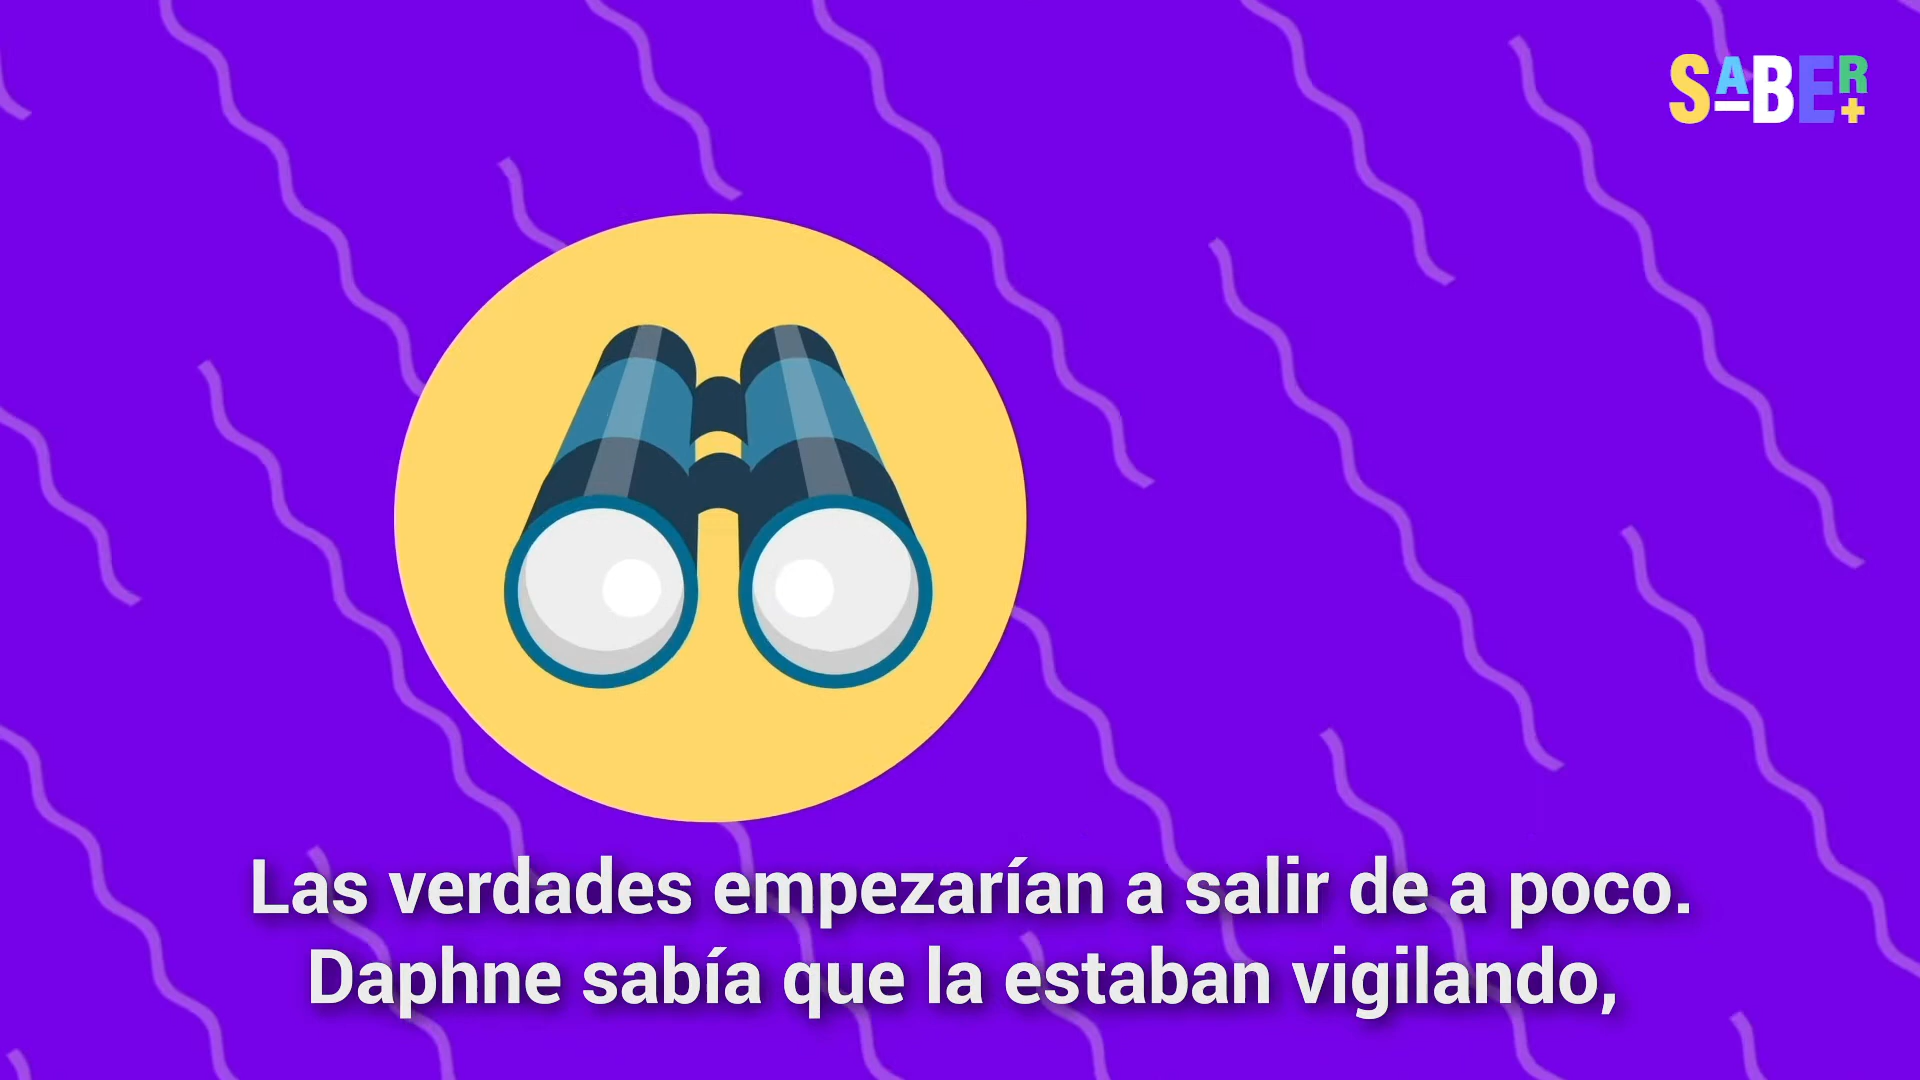 SABER+
Las verdades empezarían a salir de a poco.
Daphne sabía que la estaban vigilando,